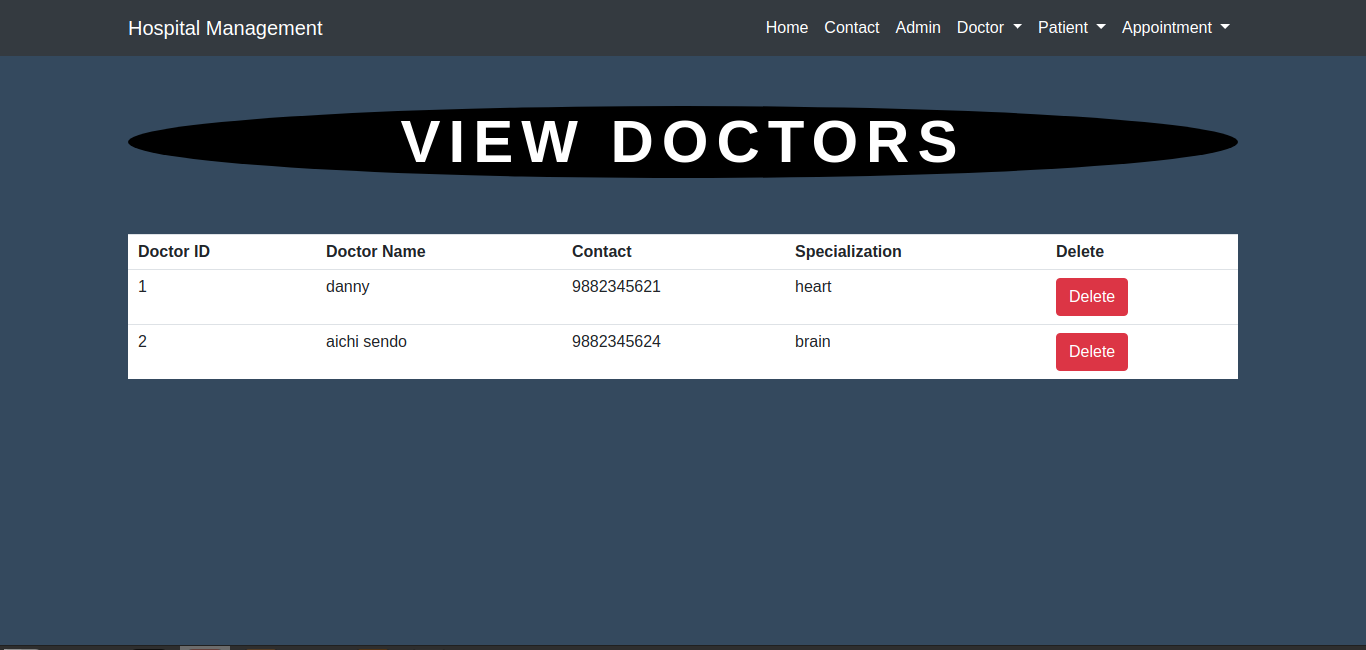 Hospital Management Home Contact Admin Doctor Patient Appointment
VIEW DOCTORS
Doctor ID Doctor Name Contact Specialization Delete
1 danny 9882345621 heart Delete
2 aichi sendo 9882345624 brain Delete